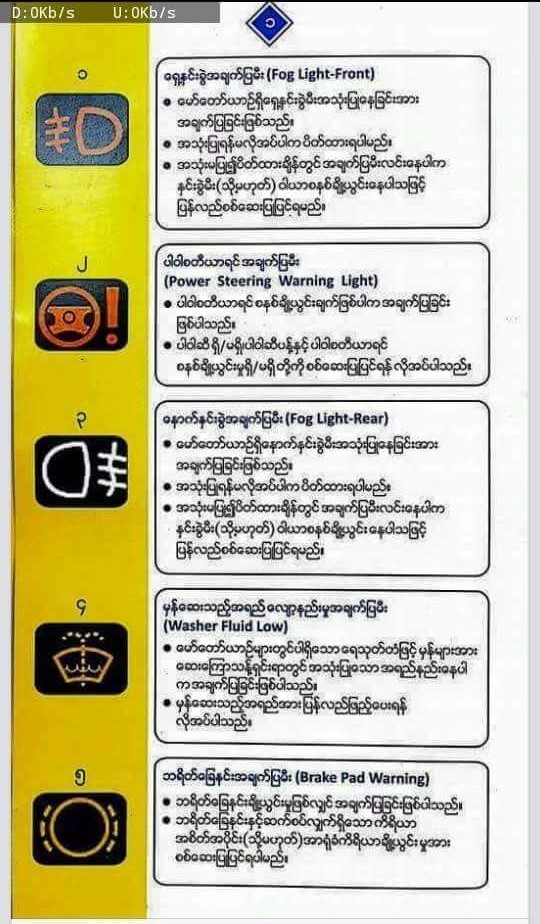 D:0Kb/s U:0Kb/s
၁
၁
ရှေ့နှင်းခွဲအချက်ပြမီး (Fog Light-Front)
• မော်တော်ယာဉ်ရှိရှေ့နှင်းခွဲမီးအသုံးပြုနေခြင်းအား
အချက်ပြခြင်းဖြစ်သည်။
• အသုံးပြုရန်မလိုအပ်ပါက ပိတ်ထားရပါမည်။
• အသုံးမပြု၍ပိတ်ထားချိန်တွင် အချက်ပြမီးလင်းနေပါက
နှင်းခွဲမီး(သို့မဟုတ်) ဝါယာစနစ်ချို့ယွင်းနေပါသဖြင့်
ပြန်လည်စစ်ဆေးပြုပြင်ရမည်။
၂
ပါဝါစတီယာရင် အချက်ပြမီး
(Power Steering Warning Light)
• ပါဝါစတီယာရင် စနစ်ချို့ယွင်းချက်ဖြစ်ပါက အချက်ပြခြင်း
ဖြစ်ပါသည်။
• ပါဝါဆီ ရှိ/မရှိ၊ပါဝါဆီပန့်နှင့် ပါဝါစတီယာရင်
စနစ်ချို့ယွင်းမှုရှိ/မရှိ တို့ကို စစ်ဆေးပြုပြင်ရန် လိုအပ်ပါသည်။
၃
နောက်နှင်းခွဲအချက်ပြမီး (Fog Light-Rear)
• မော်တော်ယာဉ်ရှိနောက်နှင်းခွဲမီးအသုံးပြုနေခြင်းအား
အချက်ပြခြင်းဖြစ်သည်။
• အသုံးပြုရန်မလိုအပ်ပါက ပိတ်ထားရပါမည်။
• အသုံးမပြု၍ပိတ်ထားချိန်တွင် အချက်ပြမီးလင်းနေပါက
နှင်းခွဲမီး(သို့မဟုတ်) ဝါယာစနစ်ချို့ယွင်း နေပါသဖြင့်
ပြန်လည်စစ်ဆေး ပြုပြင်ရမည်။
၄
မှန်ဆေးသည့်အရည် လျော့နည်းမှုအချက်ပြမီး
(Washer Fluid Low)
• မော်တော်ယာဉ်များတွင်ပါရှိသော ရေသုတ်တံဖြင့် မှန်များအား
ဆေးကြောသန့်ရှင်းရာတွင် အသုံးပြုသော အရည်နည်းနေပါ
က အချက်ပြခြင်းဖြစ်ပါသည်။
• မှန်ဆေးသည့်အရည်အား ပြန်လည်ဖြည့်ပေးရန်
လိုအပ်ပါသည်။
၅
ဘရိတ်ခြေနင်းအချက်ပြမီး (Brake Pad Warning)
• ဘရိတ်ခြေနင်းချို့ယွင်းမှုဖြစ်လျှင် အချက်ပြခြင်းဖြစ်ပါသည်။
• ဘရိတ်ခြေနင်းနှင့်ဆက်စပ်လျှက်ရှိသော ကိရိယာ
အစိတ်အပိုင်း(သို့မဟုတ်)အာရုံခံကိရိယာချို့ယွင်း မှုအား
စစ်ဆေးပြုပြင်ရပါမည်။